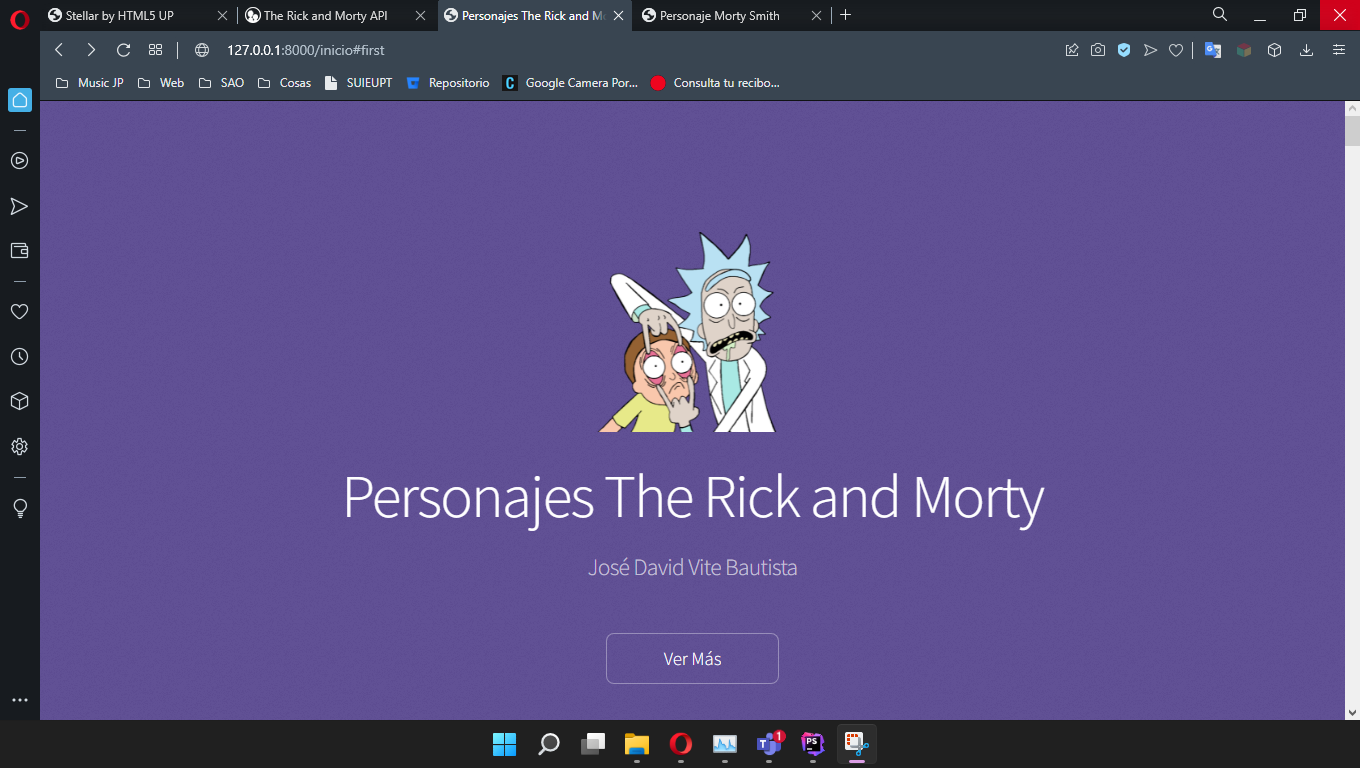 Stellar by HTML5 UP
The Rick and Morty API
Personajes The Rick and Mo
Personaje Morty Smith
127.0.0.1:8000/inicio#first
Music JP
Web
SAO
Cosas
SUIEUPT
Repositorio
C
Google Camera Por...
Consulta tu recibo...
Personajes The Rick and Morty
José David Vite Bautista
Ver Más
1
PS